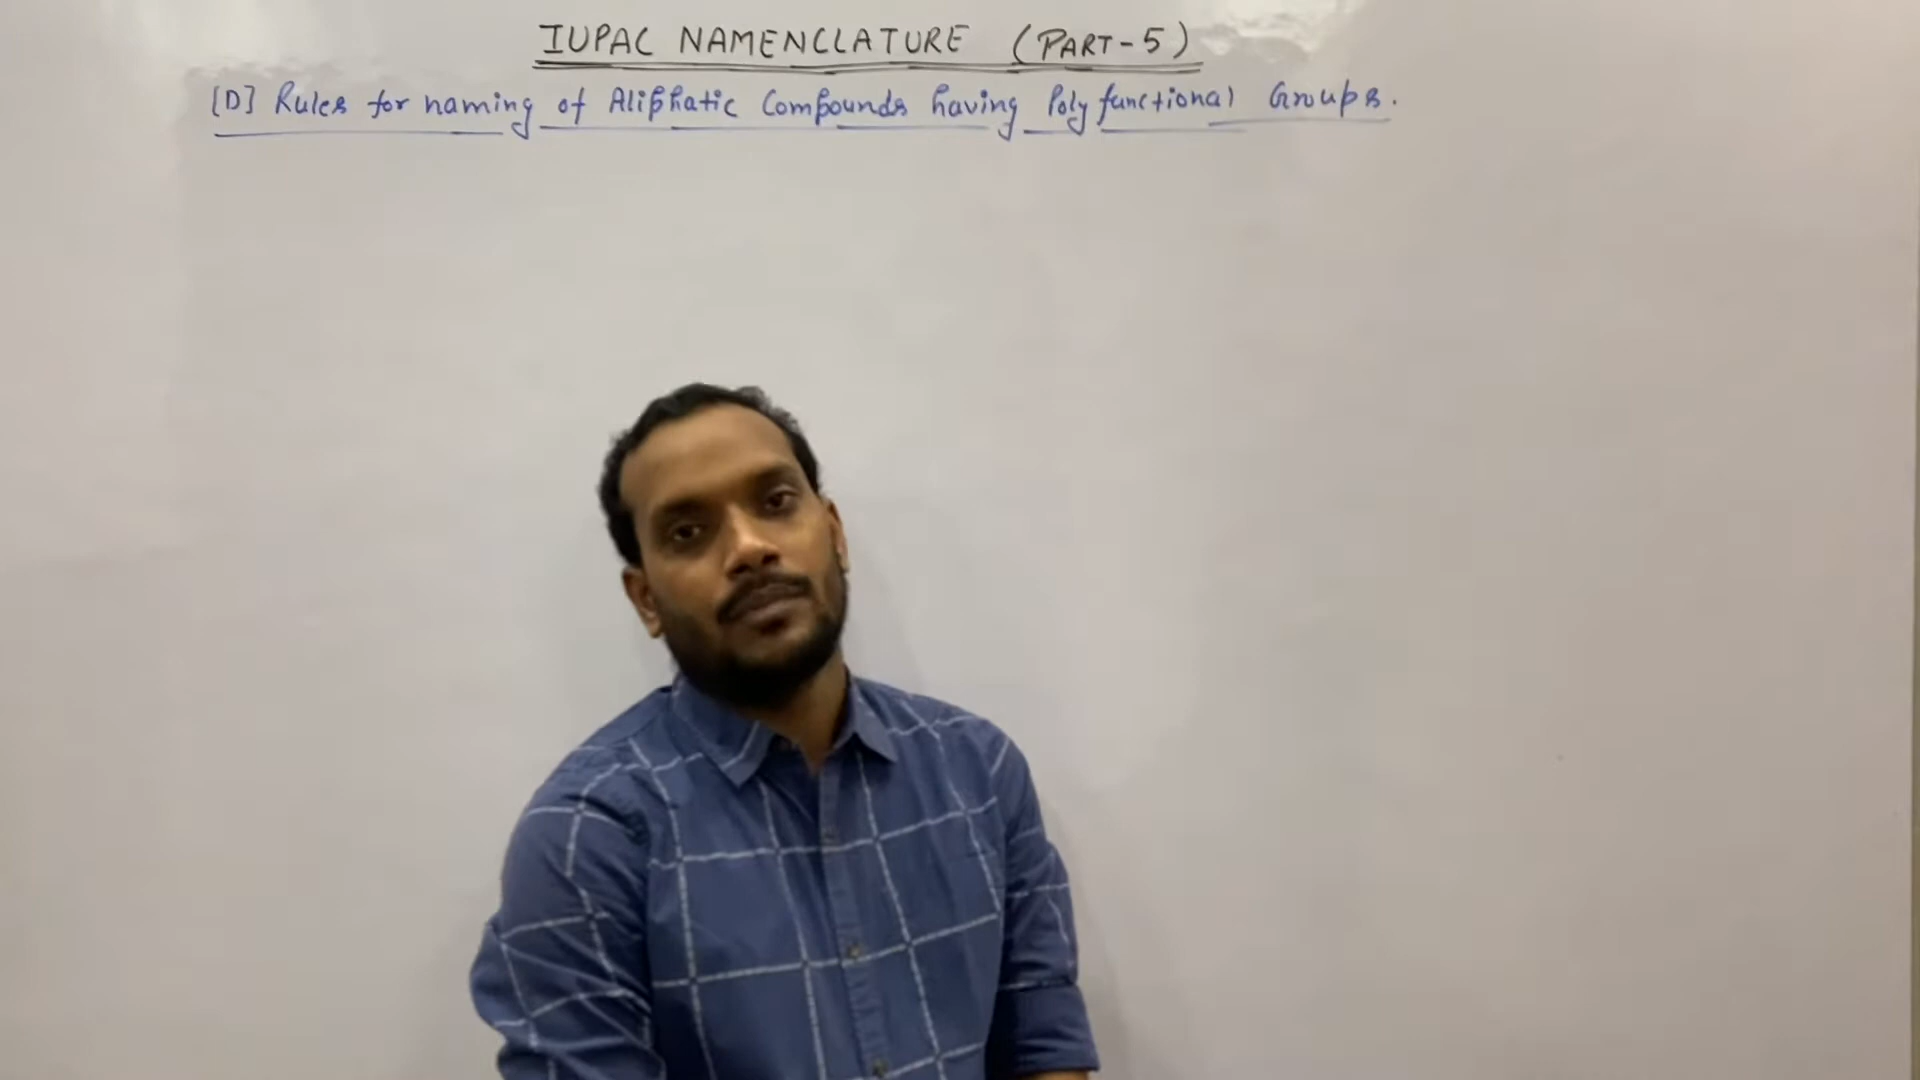 IUPAC NAMENCLATURE (PART-5)
[D] Rules for naming of Aliphatic Compounds having Poly functional Groups.